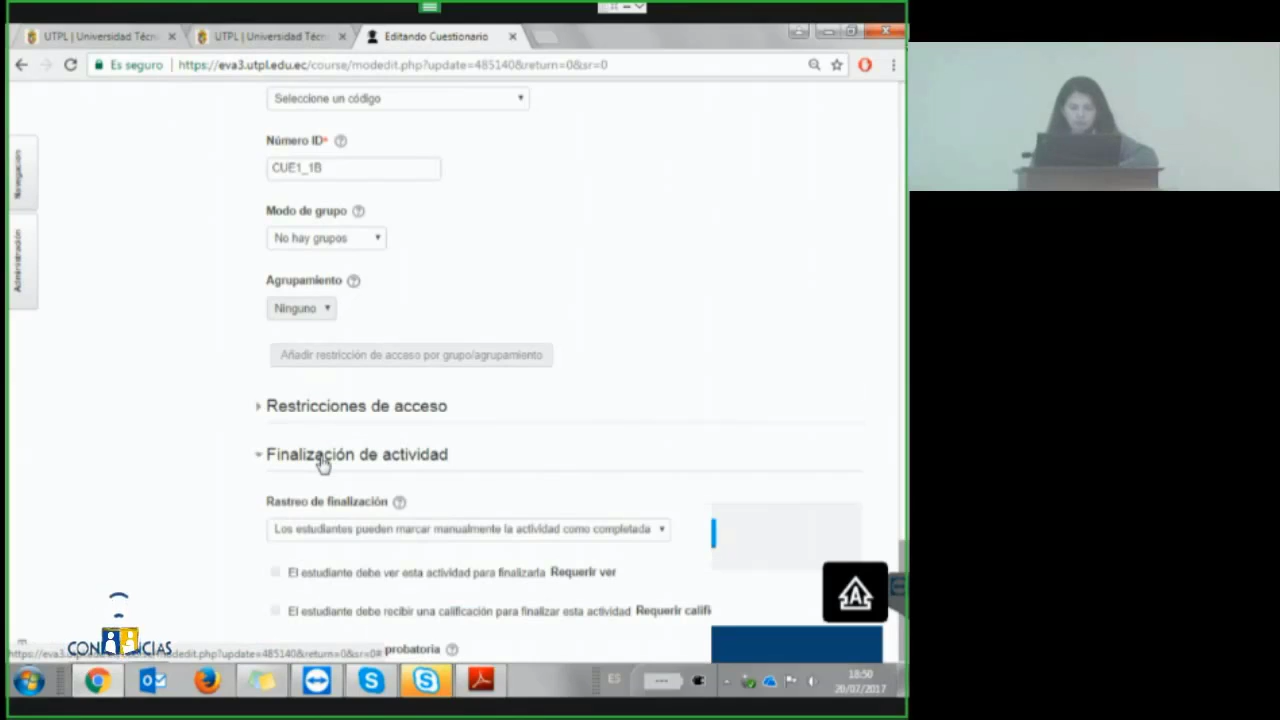 UTPL | Universidad Técni
UTPL | Universidad Técni
Editando Cuestionario
Es seguro
https://eva3.utpl.edu.ec/course/modedit.php?update=485140&return=0&sr=0
Seleccione un código
Número ID*
CUE1_1B
Navegación
Modo de grupo
No hay grupos
Administración
Agrupamiento
Ninguno
Añadir restricción de acceso por grupo/agrupamiento
Restricciones de acceso
Finalización de actividad
Rastreo de finalización
Los estudiantes pueden marcar manualmente la actividad como completada
El estudiante debe ver esta actividad para finalizarla Requerir ver
El estudiante debe recibir una calificación para finalizar esta actividad Requerir califi
A
https://eva3.utpl.edu.ec/course/modedit.php?update=485140&return=0&sr=0#
probatoria
ES
18:50
20/07/2017